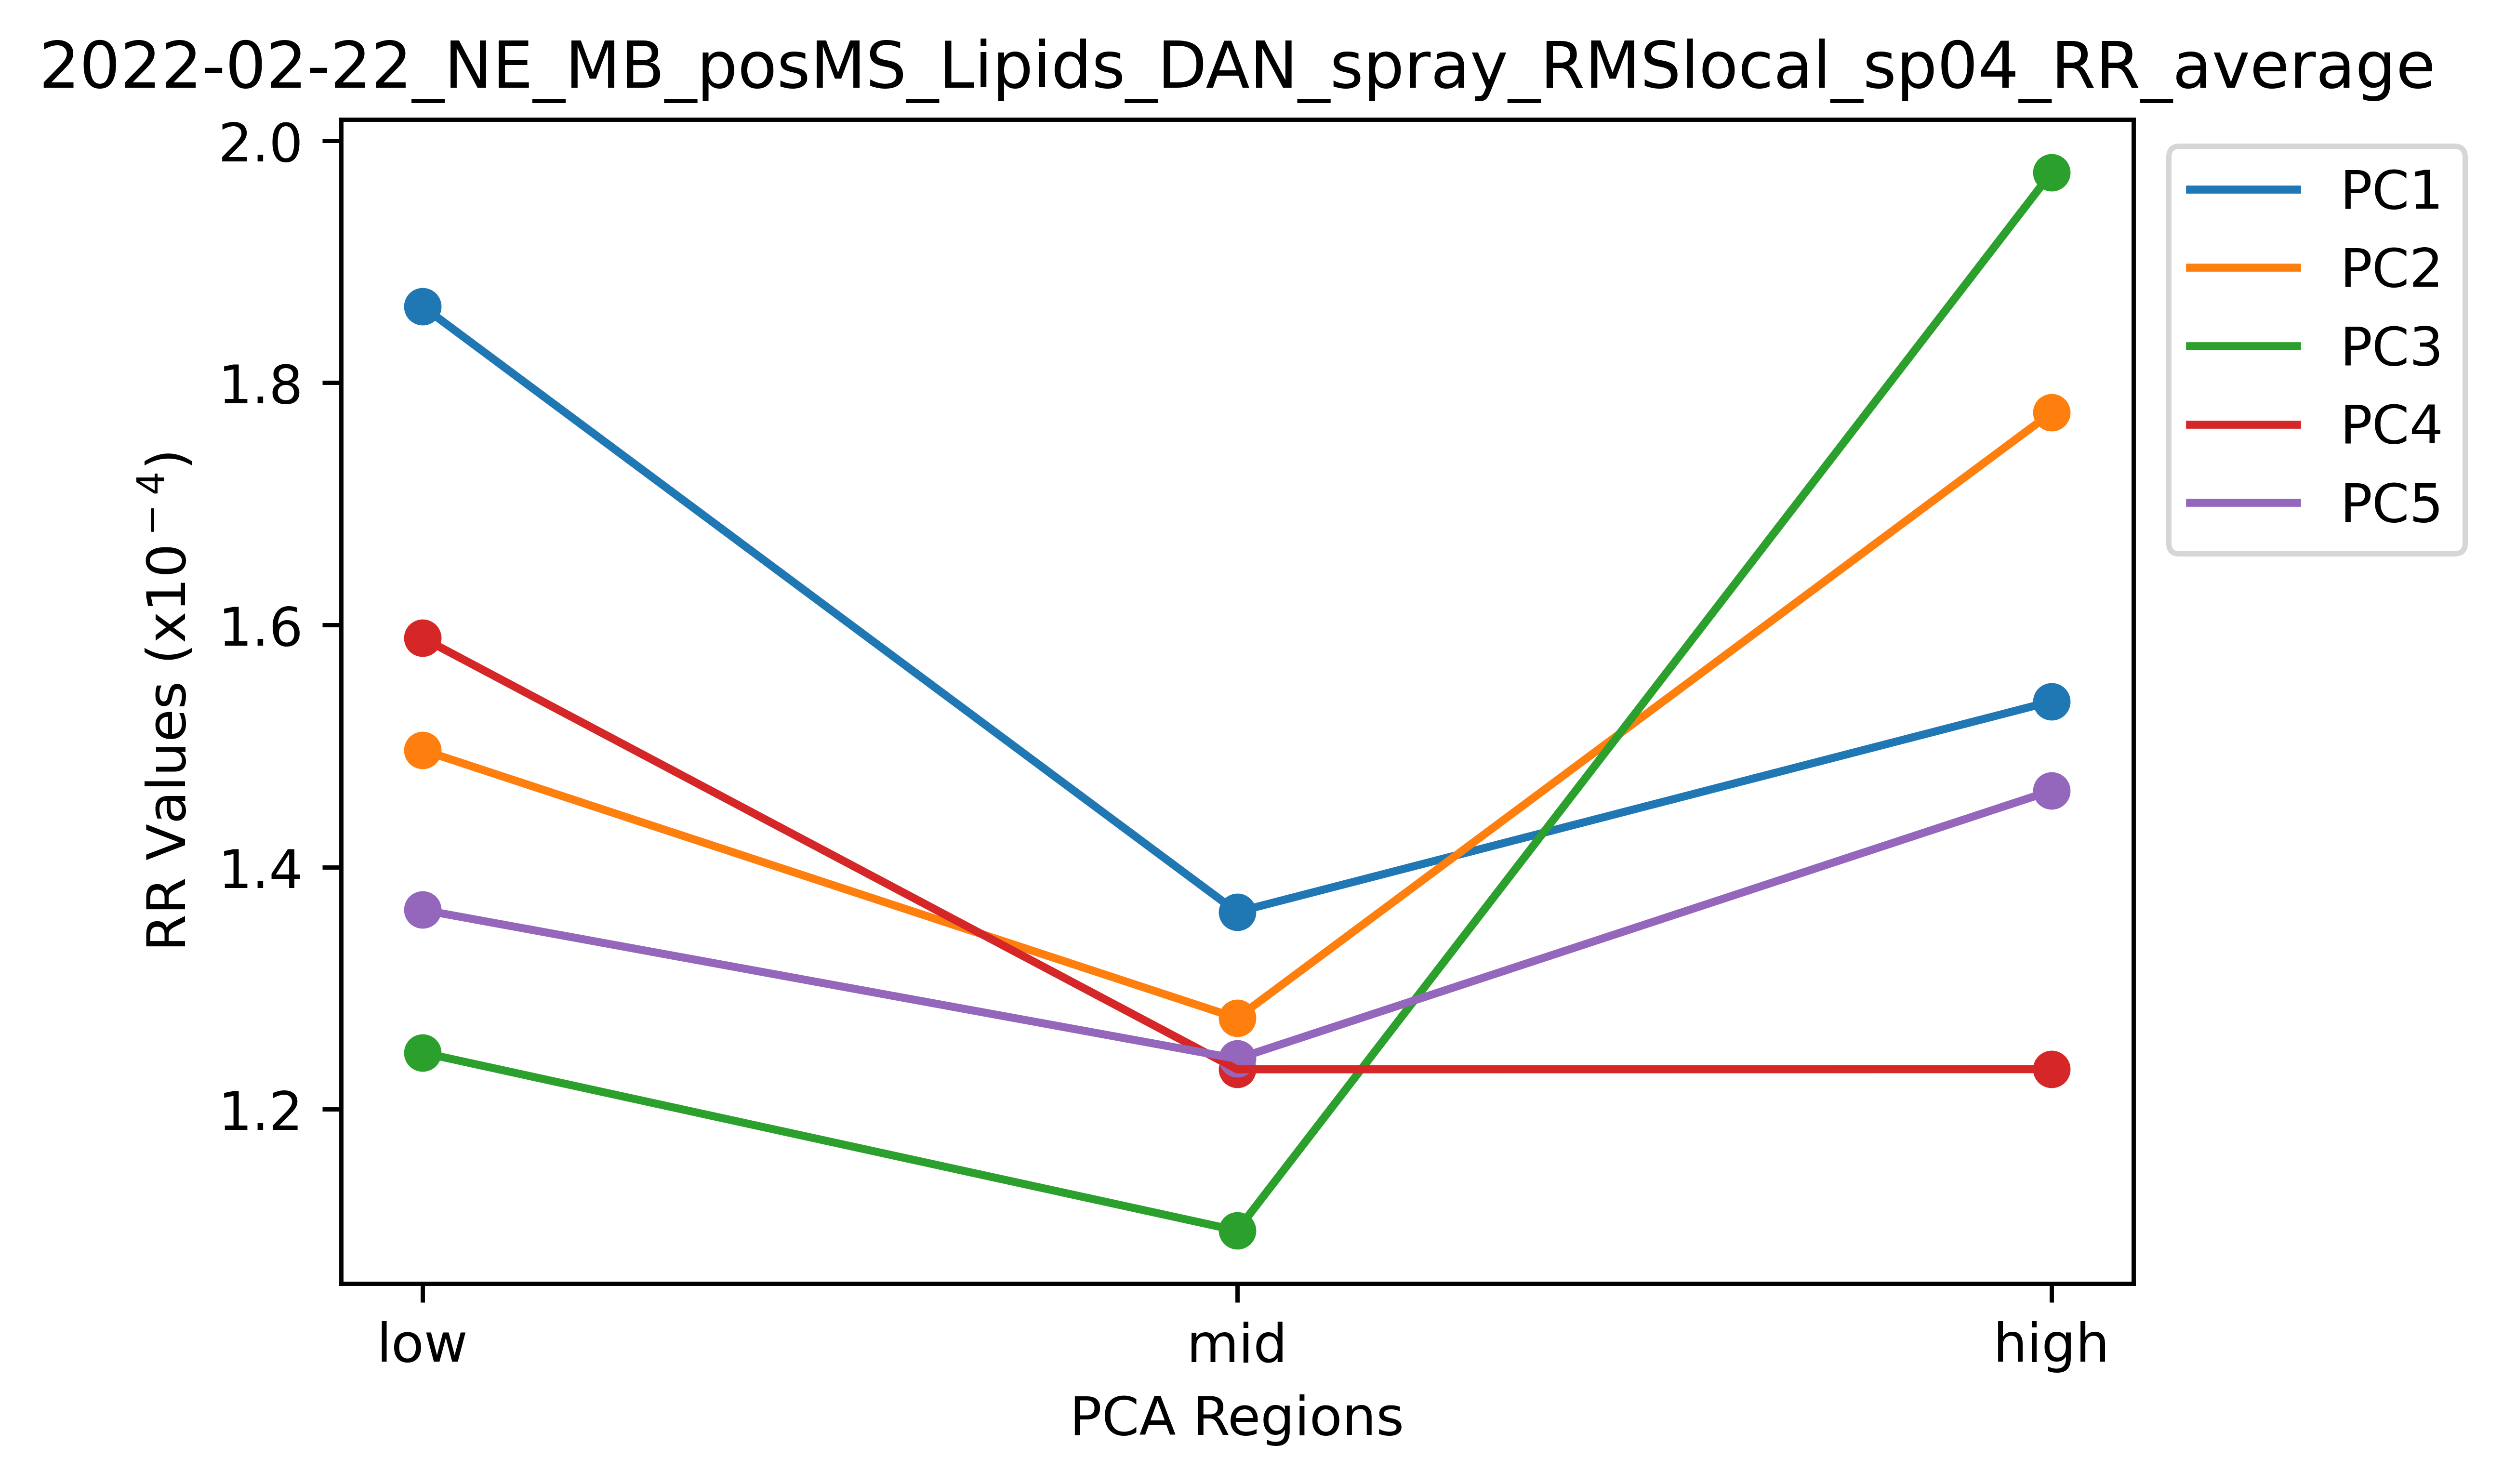 2022-02-22_NE_MB_posMS_Lipids_DAN_spray_RMSlocal_sp04_RR_average
2.0
1.8
1.6
1.4
1.2
RR Values (x10⁻⁴)
low
mid
high
PCA Regions
PC1
PC2
PC3
PC4
PC5